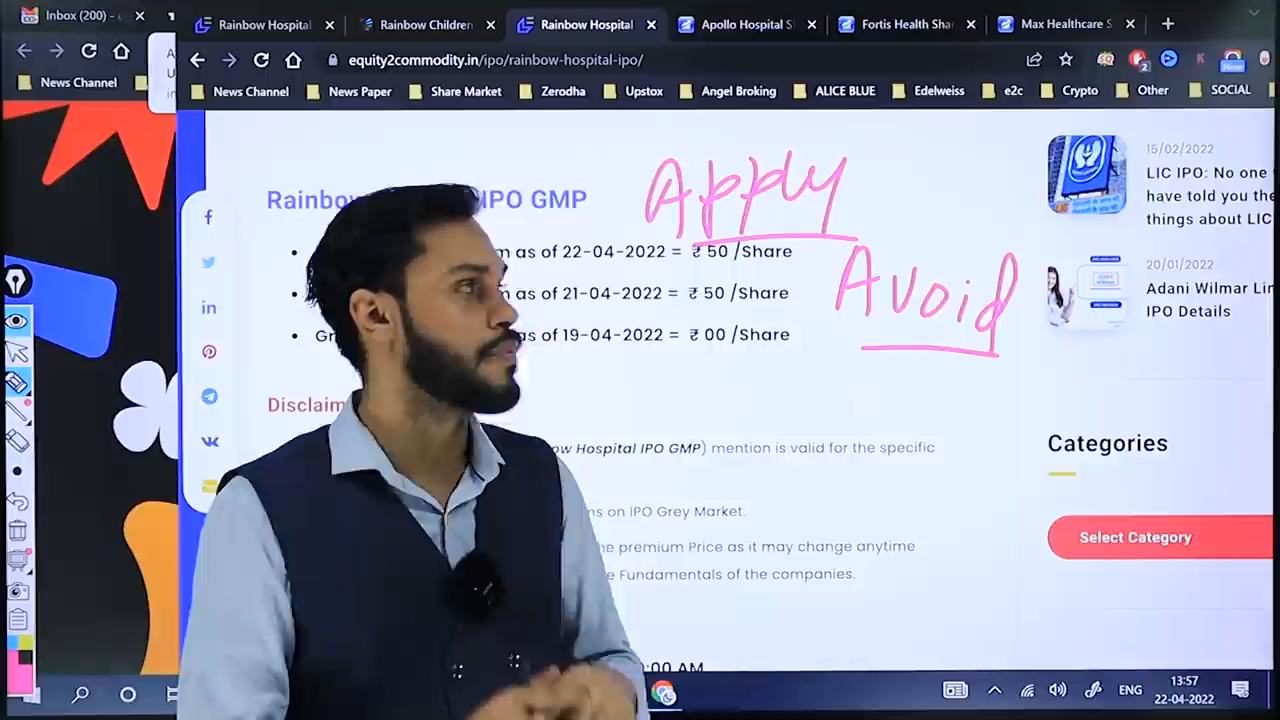 Inbox (200) -
Rainbow Hospital
Rainbow Children
Rainbow Hospital
Apollo Hospital S
Fortis Health Sha
Max Healthcare S
equity2commodity.in/ipo/rainbow-hospital-ipo/
2
New
News Channel
News Channel
News Paper
Share Market
Zerodha
Upstox
Angel Broking
ALICE BLUE
Edelweiss
e2c
Crypto
Other
SOCIAL
Rainbow IPO GMP
Apply
m as of 22-04-2022 = ₹ 50 /Share
m as of 21-04-2022 = ₹ 50 /Share
Avoid
Gr as of 19-04-2022 = ₹ 00 /Share
Disclaim
ow Hospital IPO GMP) mention is valid for the specific
ns on IPO Grey Market.
he premium Price as it may change anytime
e Fundamentals of the companies.
:00 AM
15/02/2022
LIC IPO: No one
have told you the
things about LIC
20/01/2022
Adani Wilmar Lin
IPO Details
Categories
Select Category
ENG
13:57
22-04-2022